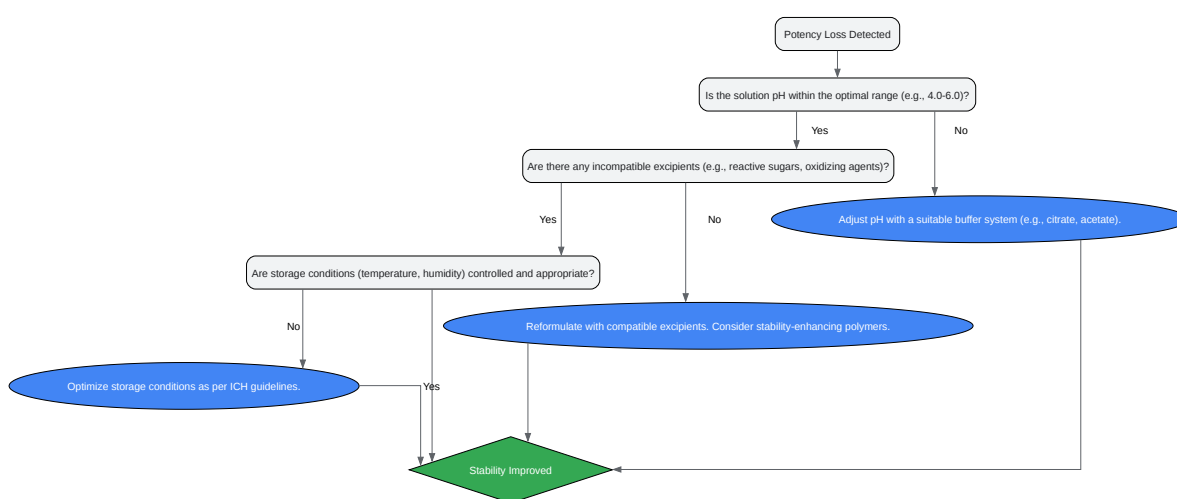 Potency Loss Detected
Is the solution pH within the optimal range (e.g., 4.0-6.0)?
Yes
No
Are there any incompatible excipients (e.g., reactive sugars, oxidizing agents)?
Yes
No
Adjust pH with a suitable buffer system (e.g., citrate, acetate).
Are storage conditions (temperature, humidity) controlled and appropriate?
No
Reformulate with compatible excipients. Consider stability-enhancing polymers.
Optimize storage conditions as per ICH guidelines.
Yes
Stability Improved